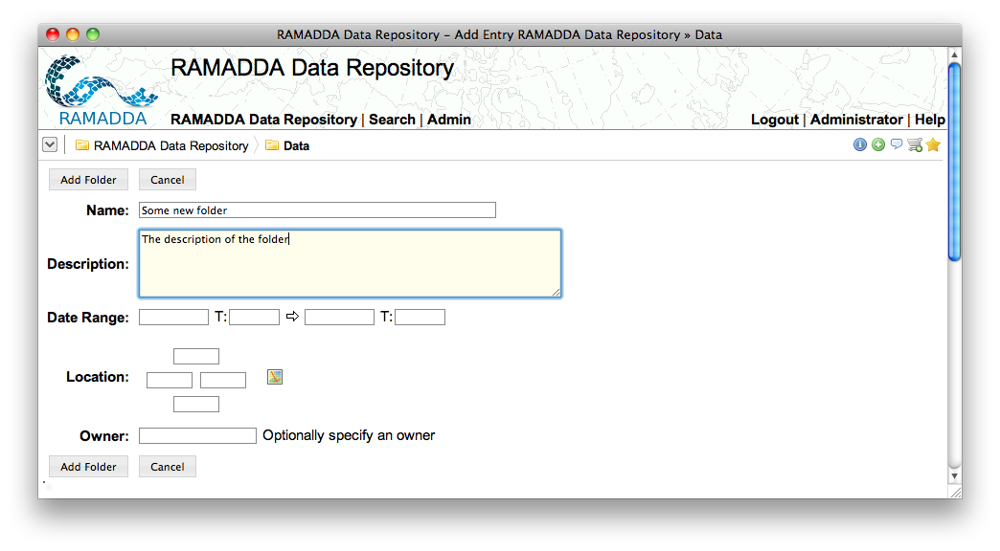 RAMADDA Data Repository – Add Entry RAMADDA Data Repository » Data
RAMADDA Data Repository
RAMADDA
RAMADDA Data Repository | Search | Admin
Logout | Administrator | Help
RAMADDA Data Repository
Data
Add Folder
Cancel
Name:
Some new folder
Description:
The description of the folder
Date Range:
T:
T:
Location:
Owner:
Optionally specify an owner
Add Folder
Cancel